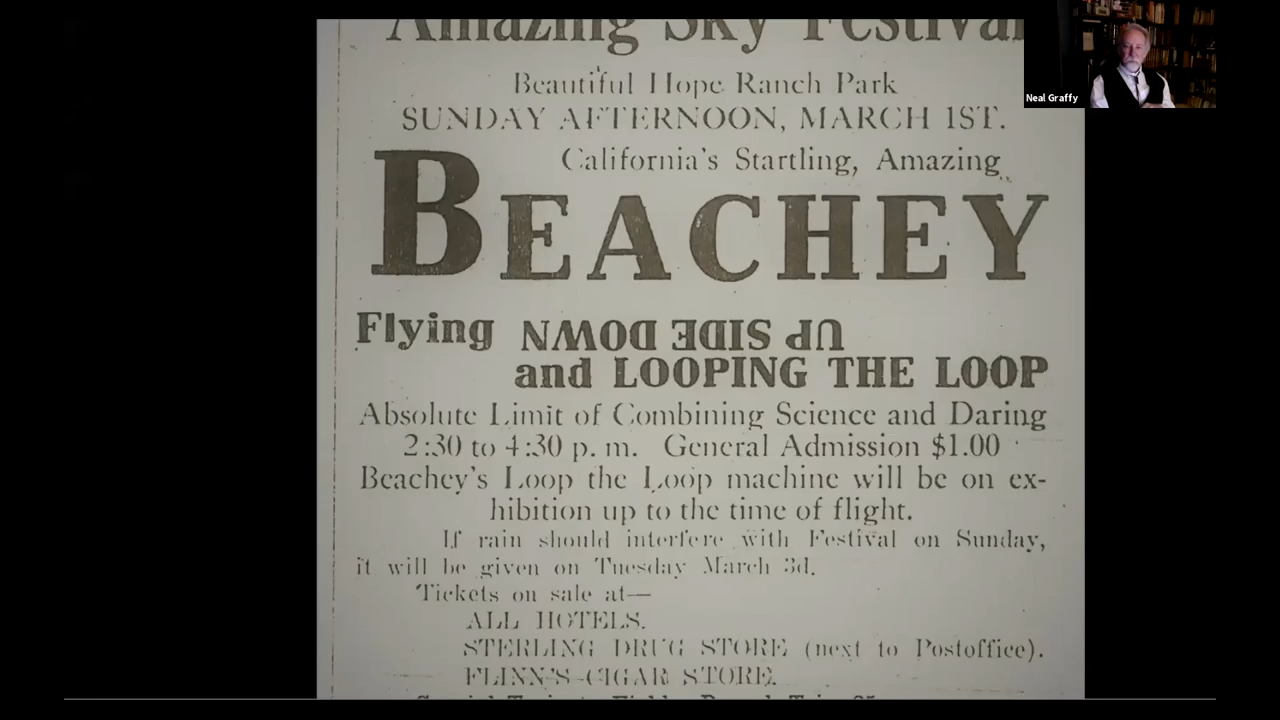 Amazing Sky Festival
Beautiful Hope Ranch Park
SUNDAY AFTERNOON, MARCH 1ST.
California's Startling, Amazing
BEACHEY
Flying UP SIDE DOWN
and LOOPING THE LOOP
Absolute Limit of Combining Science and Daring
2:30 to 4:30 p. m. General Admission $1.00
Beachey's Loop the Loop machine will be on ex-
hibition up to the time of flight.
If rain should interfere with Festival on Sunday,
it will be given on Tuesday March 3d.
Tickets on sale at—
ALL HOTELS.
STERLING DRUG STORE (next to Postoffice).
FLINN'S CIGAR STORE.
Neal Graffy